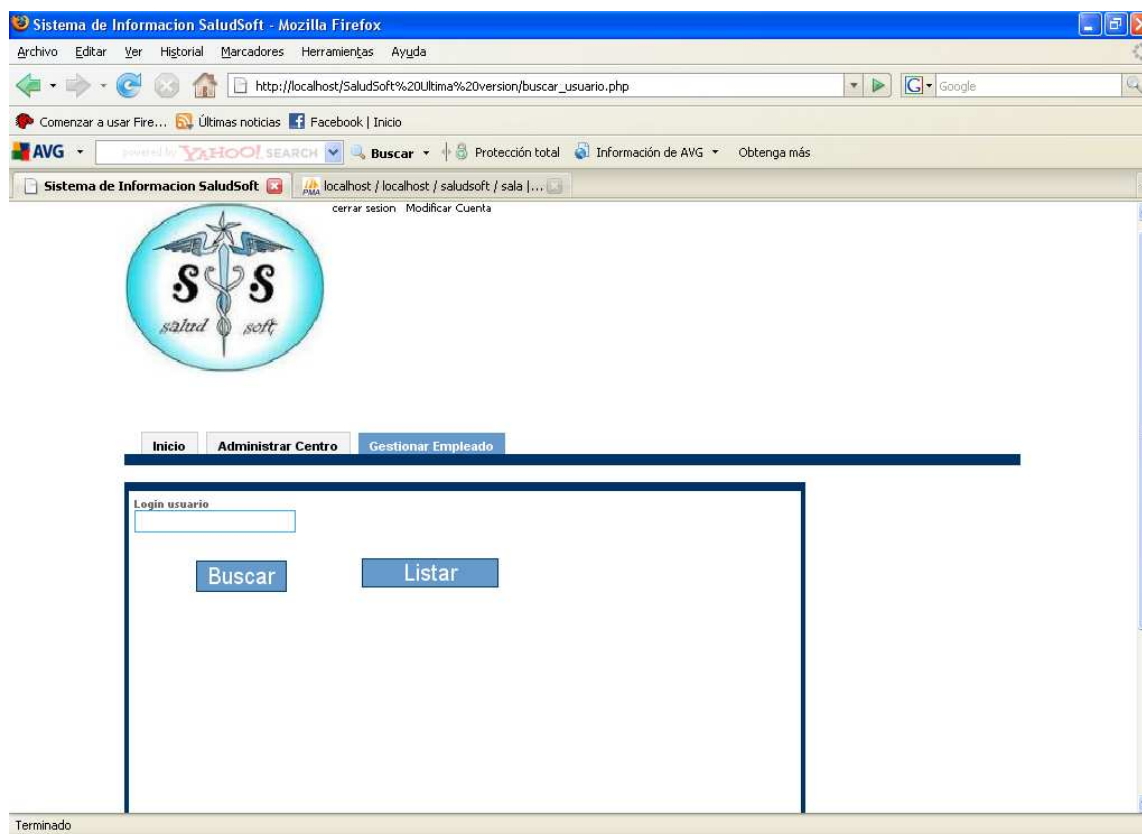 Sistema de Informacion SaludSoft - Mozilla Firefox
Archivo Editar Ver Historial Marcadores Herramientas Ayuda
http://localhost/SaludSoft%20Ultima%20version/buscar_usuario.php G Google
Comenzar a usar Fire... Últimas noticias Facebook | Inicio
AVG powered by YAHOO! SEARCH Buscar Protección total Información de AVG Obtenga más
Sistema de Informacion SaludSoft PMA localhost / localhost / saludsoft / sala |...
cerrar sesion Modificar Cuenta
S S
salud soft
Inicio Administrar Centro Gestionar Empleado
Login usuario
Buscar Listar
Terminado